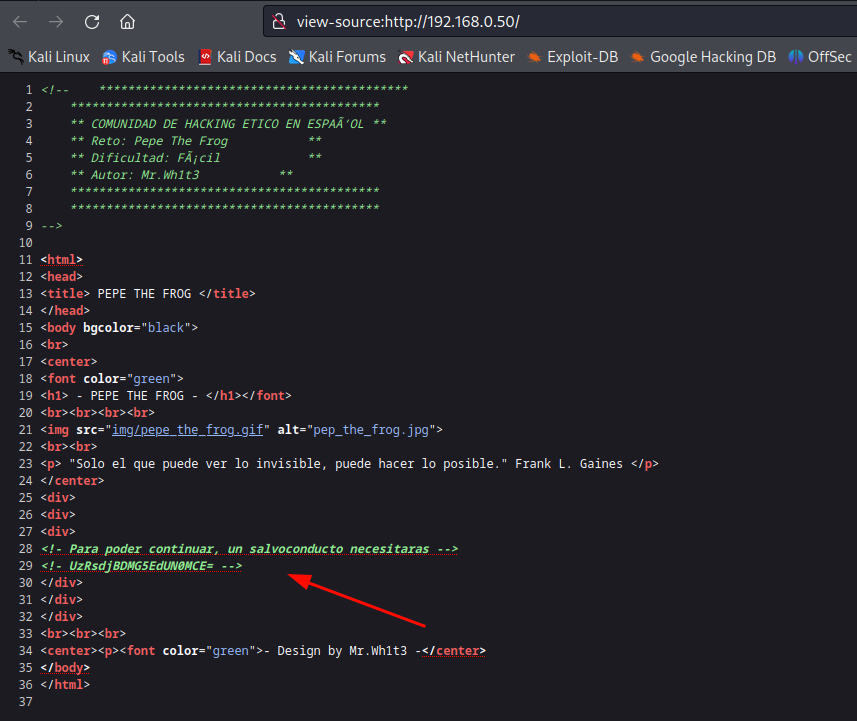 view-source:http://192.168.0.50/
Kali Linux Kali Tools Kali Docs Kali Forums Kali NetHunter Exploit-DB Google Hacking DB OffSec
1 <!-- *******************************************
2 *******************************************
3 ** COMUNIDAD DE HACKING ETICO EN ESPAÃ‘OL **
4 ** Reto: Pepe The Frog **
5 ** Dificultad: FÃ¡cil **
6 ** Autor: Mr.Wh1t3 **
7 *******************************************
8 *******************************************
9 -->
10
11 <html>
12 <head>
13 <title> PEPE THE FROG </title>
14 </head>
15 <body bgcolor="black">
16 <br>
17 <center>
18 <font color="green">
19 <h1> - PEPE THE FROG - </h1></font>
20 <br><br><br><br>
21 <img src="img/pepe_the_frog.gif" alt="pep_the_frog.jpg">
22 <br><br>
23 <p> "Solo el que puede ver lo invisible, puede hacer lo posible." Frank L. Gaines </p>
24 </center>
25 <div>
26 <div>
27 <div>
28 <!- Para poder continuar, un salvoconducto necesitaras -->
29 <!- UzRsdjBDMG5EdUN0MCE= -->
30 </div>
31 </div>
32 </div>
33 <br><br><br>
34 <center><p><font color="green">- Design by Mr.Wh1t3 -</center>
35 </body>
36 </html>
37